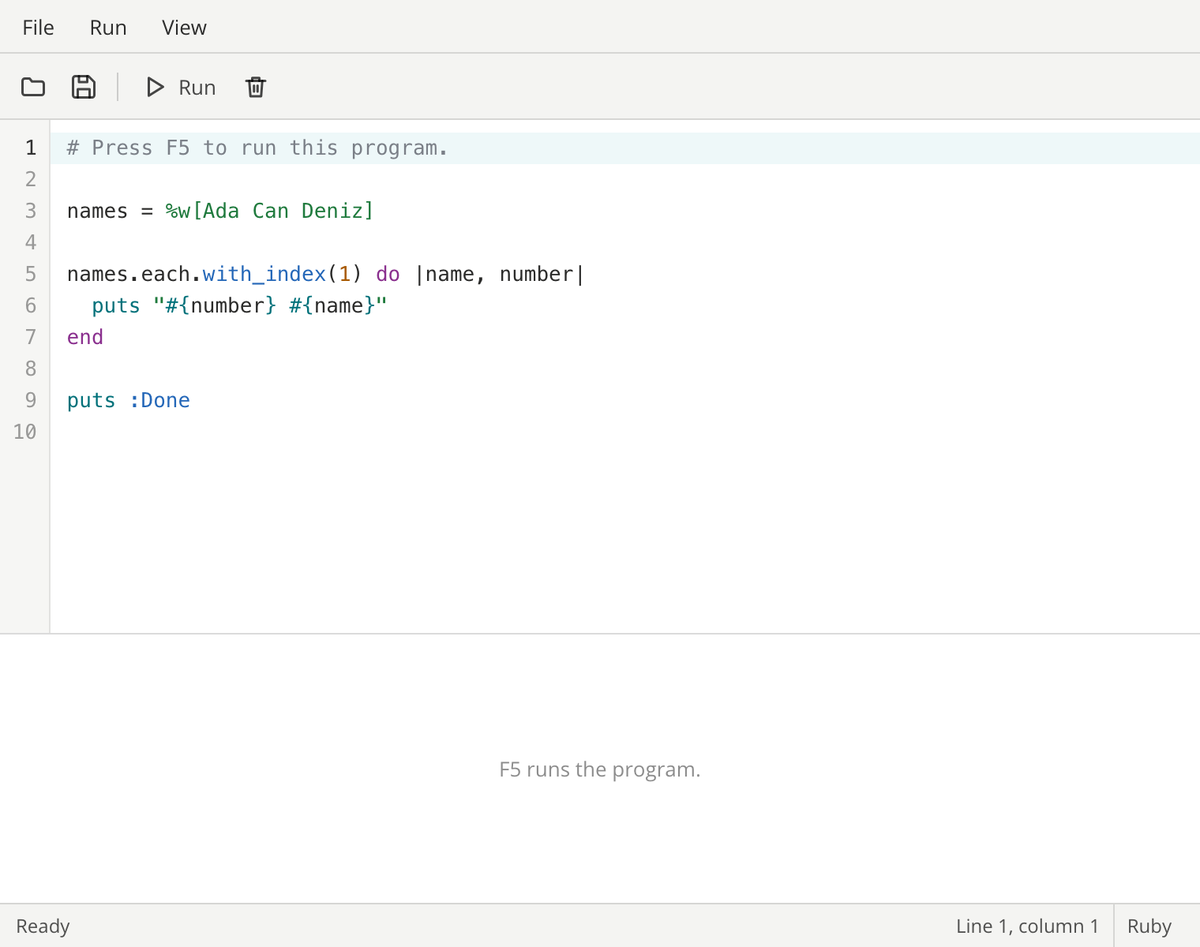 File Run View
Run
1 # Press F5 to run this program.
2
3 names = %w[Ada Can Deniz]
4
5 names.each.with_index(1) do |name, number|
6   puts "#{number} #{name}"
7 end
8
9 puts :Done
10
F5 runs the program.
Ready Line 1, column 1 Ruby